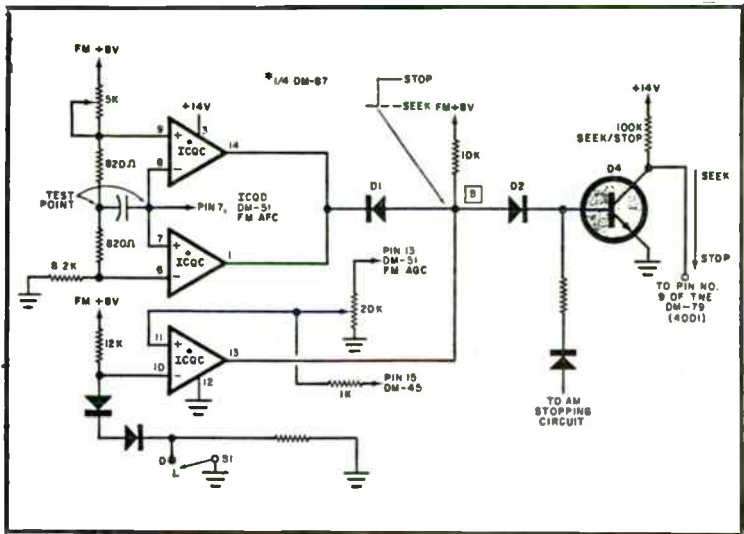 FM +8V
5K
* 1/4 DM-87
STOP
SEEK
FM+8V
+14V
+14V
3
9
+
*
ICQC
14
8
-
10K
100K
SEEK/STOP
820Ω
TEST
POINT
PIN 7,
ICQD
DM-51
FM AFC
D1
B
D2
Q4
SEEK
820Ω
7
+
*
ICQC
1
6
-
8.2K
PIN 13
DM-51
FM AGC
STOP
TO PIN NO.
9 OF TNE
DM-79
(4001)
FM +8V
20K
12K
11
+
*
ICQC
13
10
-
12
1K
PIN 15
DM-45
TO AM
STOPPING
CIRCUIT
D
L
S1